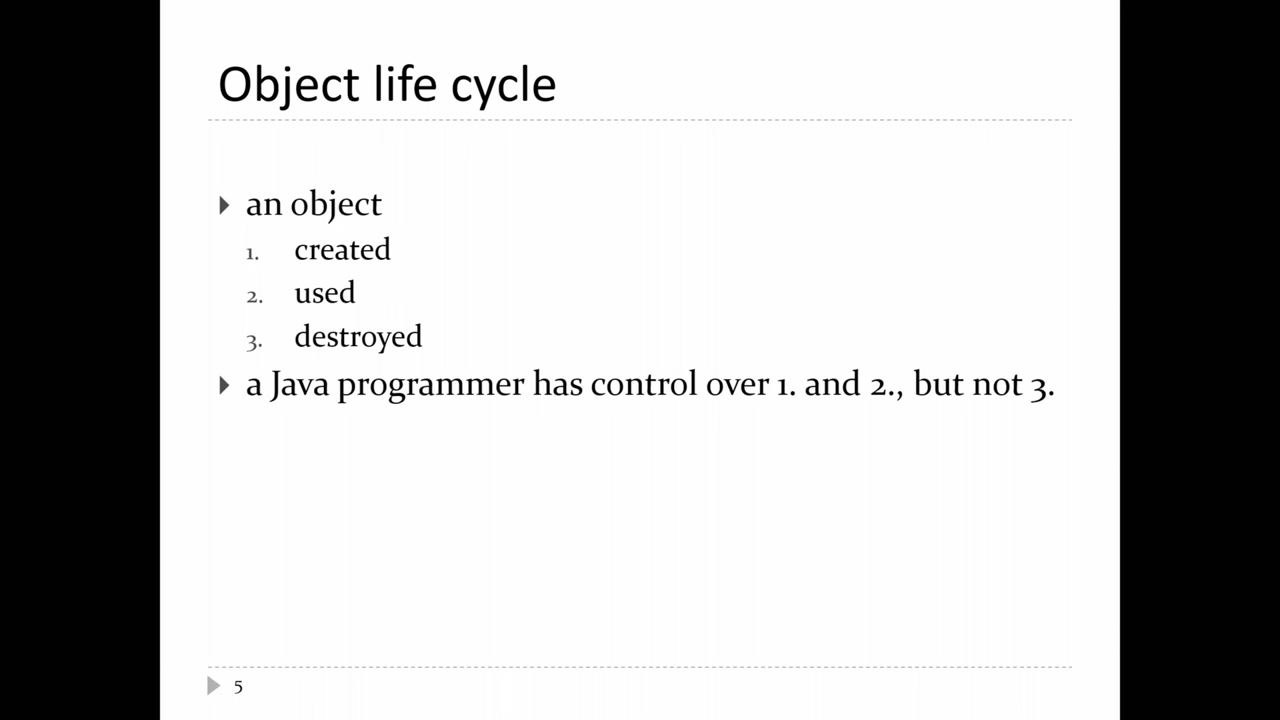 Object life cycle
an object
1. created
2. used
3. destroyed
a Java programmer has control over 1. and 2., but not 3.
5